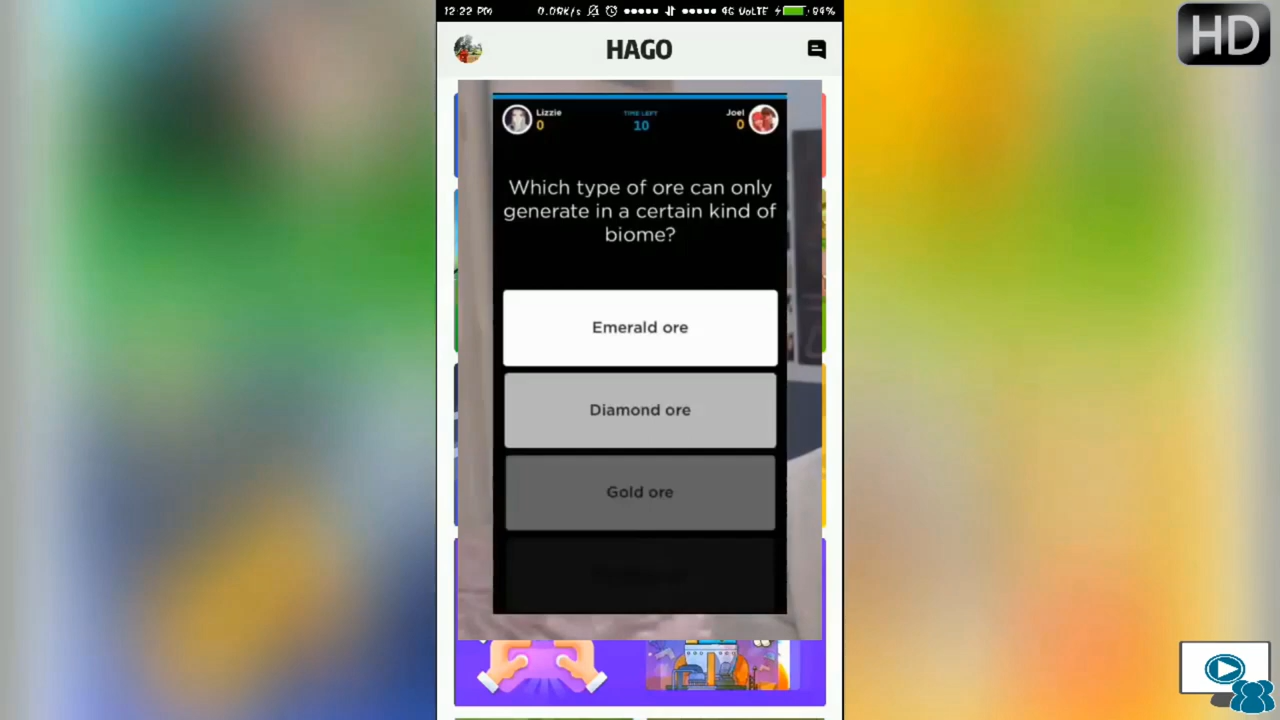 12:22 PM
0.08K/s
4G VoLTE
89%
HD
HAGO
Lizzie
0
TIME LEFT
10
Joel
0
Which type of ore can only
generate in a certain kind of
biome?
Emerald ore
Diamond ore
Gold ore